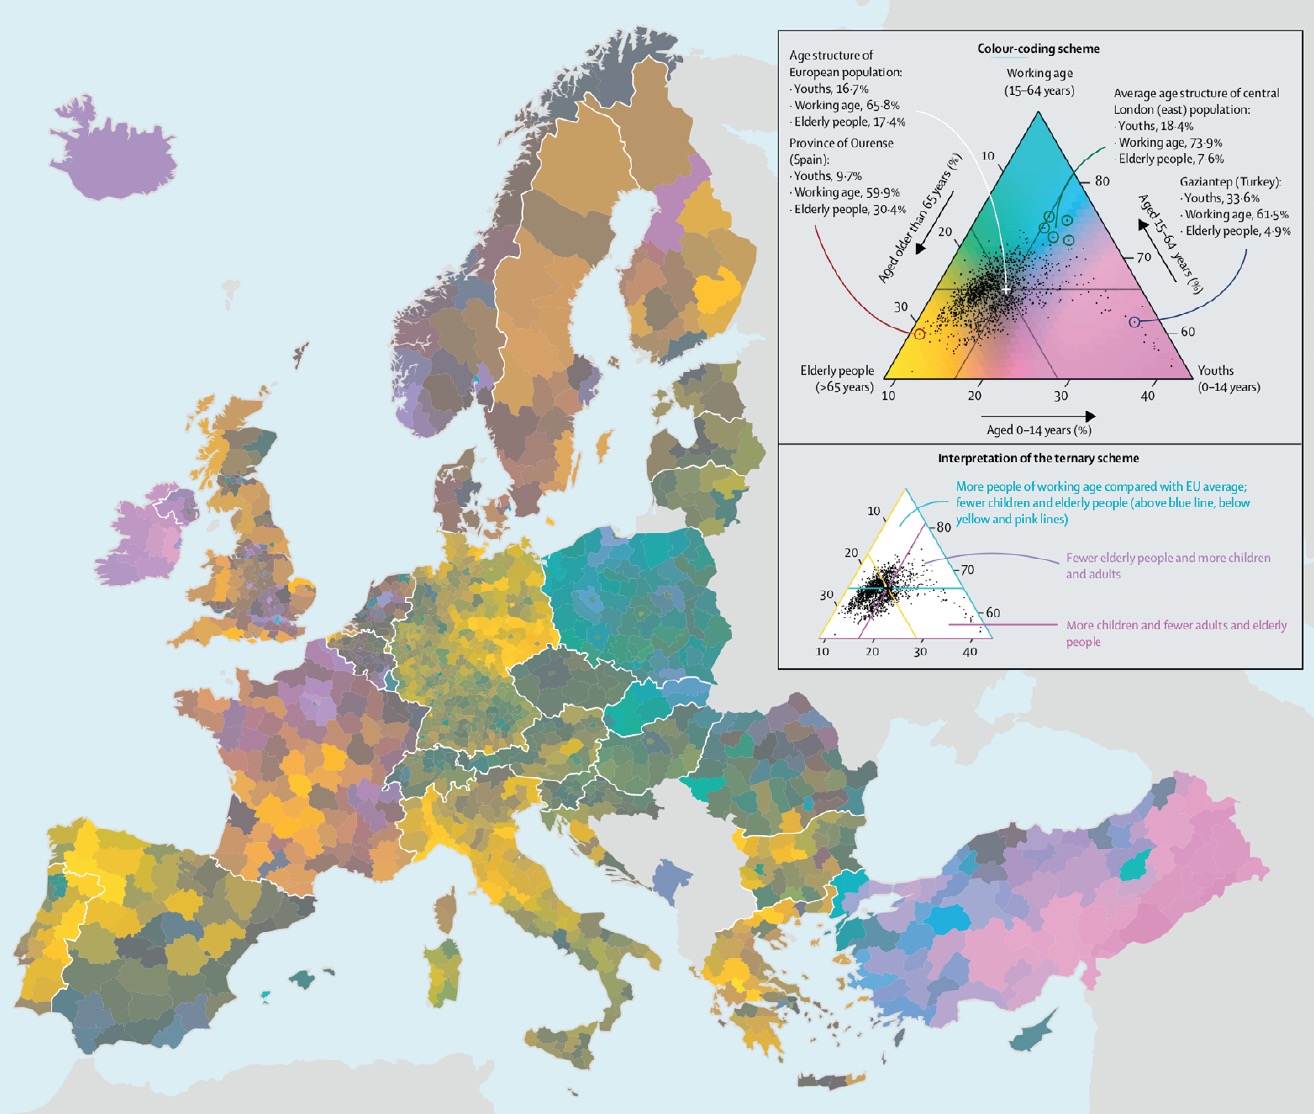 Colour-coding scheme
Age structure of
European population:
· Youths, 16·7%
· Working age, 65·8%
· Elderly people, 17·4%
Province of Ourense
(Spain):
· Youths, 9·7%
· Working age, 59·9%
· Elderly people, 30·4%
Working age
(15–64 years)
Average age structure of central
London (east) population:
· Youths, 18·4%
· Working age, 73·9%
· Elderly people, 7·6%
Gaziantep (Turkey):
· Youths, 33·6%
· Working age, 61·5%
· Elderly people, 4·9%
Aged older than 65 years (%)
Aged 15–64 years (%)
10
20
30
80
70
60
Elderly people
(>65 years)
Youths
(0–14 years)
10
20
30
40
Aged 0–14 years (%)
Interpretation of the ternary scheme
More people of working age compared with EU average;
fewer children and elderly people (above blue line, below
yellow and pink lines)
Fewer elderly people and more children
and adults
More children and fewer adults and elderly
people
10
20
30
80
70
60
10
20
30
40